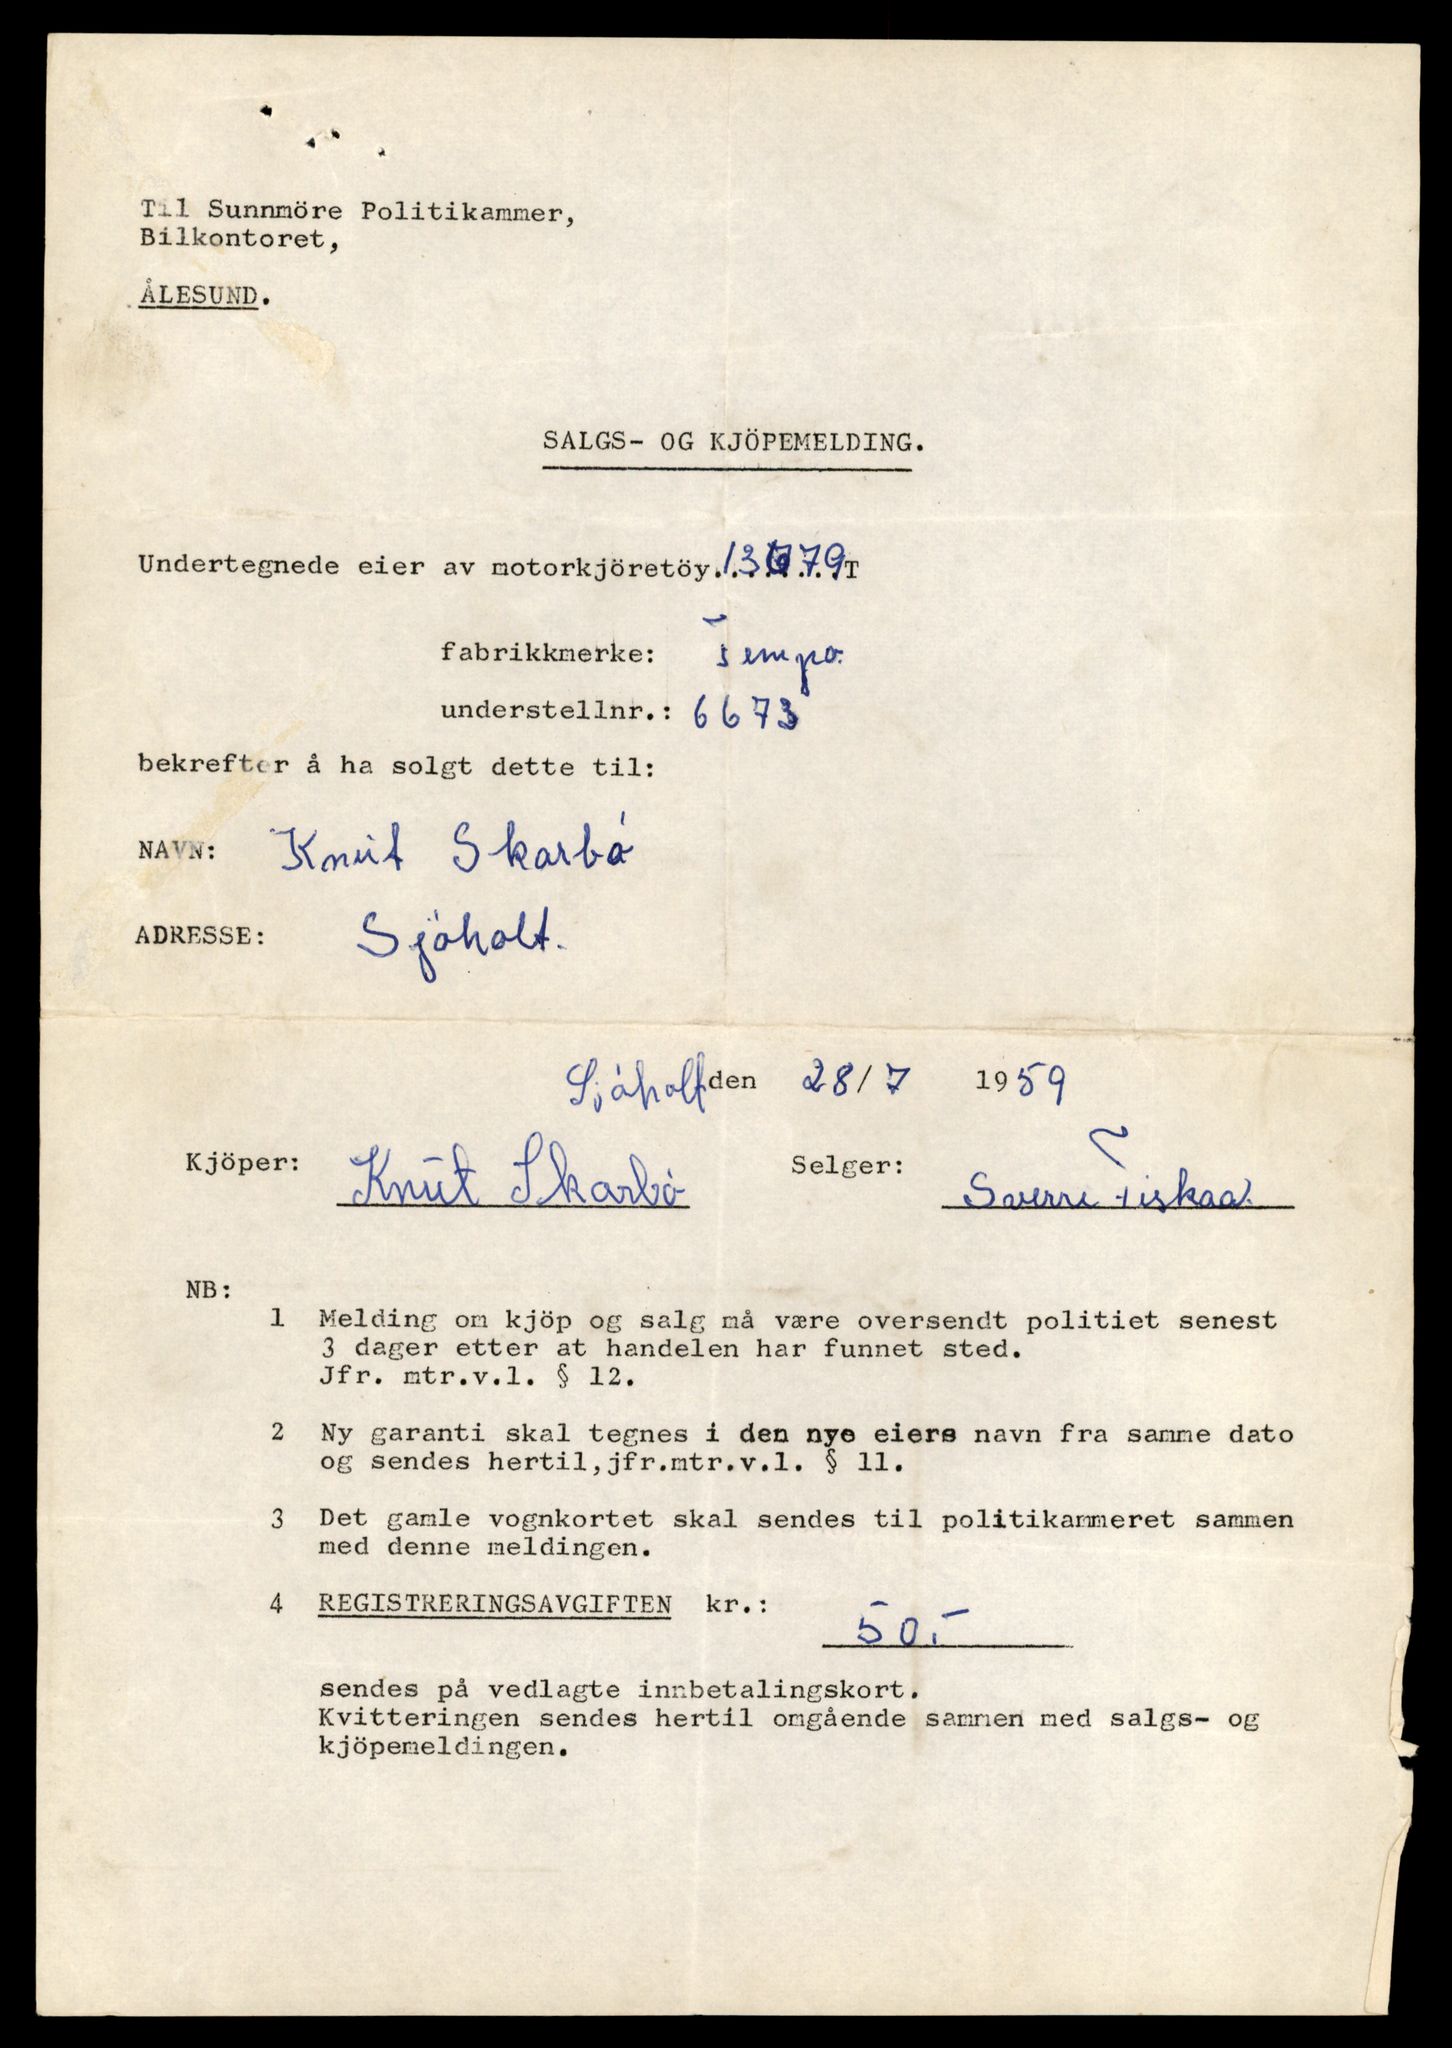 Til Sunnmöre Politikammer,
Bilkontoret,
ÅLESUND.
SALGS- OG KJÖPEMELDING.
Undertegnede eier av motorkjöretöy.13679.T
fabrikkmerke: Tempo.
understellnr.: 6673
bekrefter å ha solgt dette til:
NAVN: Knut Skarbö
ADRESSE: Sjöholt.
Sjöholt den 28/7 1959
Kjöper: Knut Skarbö Selger: Sverre Fiskaa.
NB:
1 Melding om kjöp og salg må være oversendt politiet senest
3 dager etter at handelen har funnet sted.
Jfr. mtr.v.l. § 12.
2 Ny garanti skal tegnes i den nye eiers navn fra samme dato
og sendes hertil,jfr.mtr.v.l. § 11.
3 Det gamle vognkortet skal sendes til politikammeret sammen
med denne meldingen.
4 REGISTRERINGSAVGIFTEN kr.: 50.-
sendes på vedlagte innbetalingskort.
Kvitteringen sendes hertil omgående sammen med salgs- og
kjöpemeldingen.